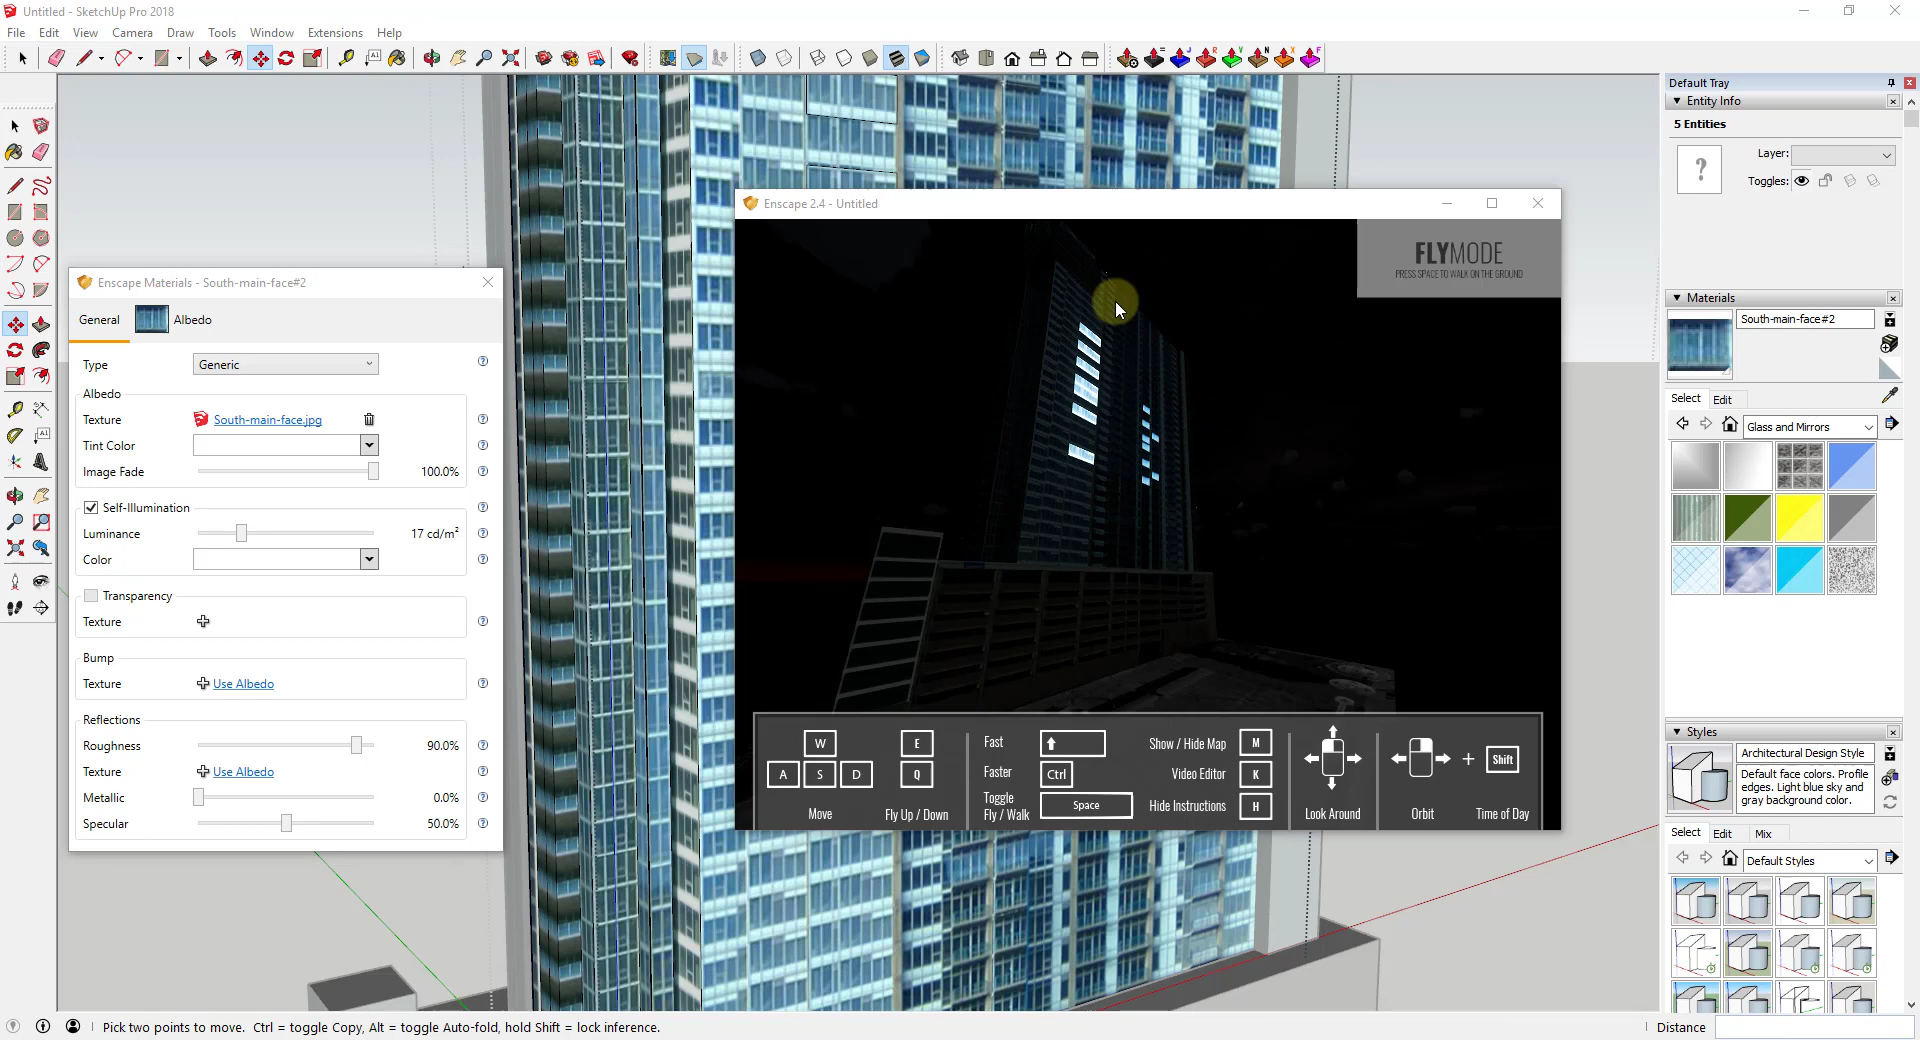 Untitled - SketchUp Pro 2018
File Edit View Camera Draw Tools Window Extensions Help
Enscape Materials - South-main-face#2
General Albedo
Type Generic
Albedo
Texture South-main-face.jpg
Tint Color
Image Fade 100.0%
Self-Illumination
Luminance 17 cd/m²
Color
Transparency
Texture
Bump
Texture Use Albedo
Reflections
Roughness 90.0%
Texture Use Albedo
Metallic 0.0%
Specular 50.0%
Enscape 2.4 - Untitled
FLYMODE
PRESS SPACE TO WALK ON THE GROUND
W E
A S D Q
Move
Fly Up / Down
Fast
Faster Ctrl
Toggle
Fly / Walk Space
Show / Hide Map M
Video Editor K
Hide Instructions H
Look Around
Orbit
+ Shift
Time of Day
Default Tray
Entity Info
5 Entities
?
Layer:
Toggles:
Materials
South-main-face#2
Select Edit
Glass and Mirrors
Styles
Architectural Design Style
Default face colors. Profile
edges. Light blue sky and
gray background color.
Select Edit Mix
Default Styles
Pick two points to move. Ctrl = toggle Copy, Alt = toggle Auto-fold, hold Shift = lock inference.
Distance